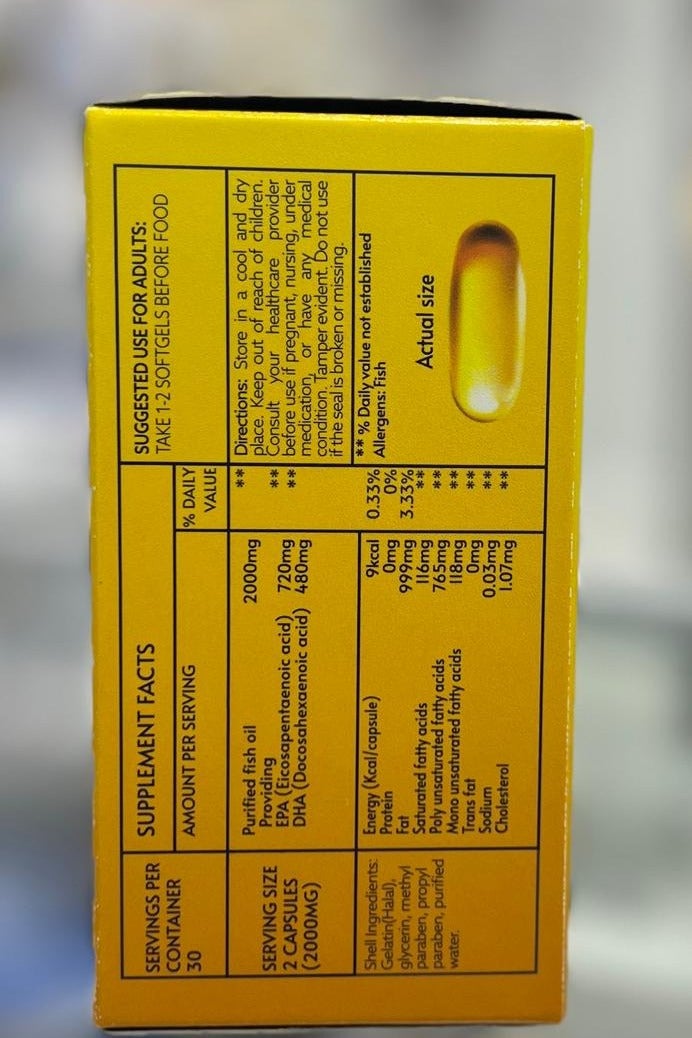 SERVINGS PER
CONTAINER
30
SUPPLEMENT FACTS
AMOUNT PER SERVING
% DAILY
VALUE
SERVING SIZE
2 CAPSULES
(2000MG)
Purified fish oil 2000mg **
Providing
EPA (Eicosapentaenoic acid) 720mg **
DHA (Docosahexaenoic acid) 480mg **
Shell Ingredients:
Gelatin(Halal),
glycerin, methyl
paraben, propyl
paraben, purified
water.
Energy (Kcal/capsule) 9kcal 0.33%
Protein 0mg 0%
Fat 999mg 3.33%
Saturated fatty acids 116mg **
Poly unsaturated fatty acids 765mg **
Mono unsaturated fatty acids 118mg **
Trans fat 0mg **
Sodium 0.03mg **
Cholesterol 1.07mg **
SUGGESTED USE FOR ADULTS:
TAKE 1-2 SOFTGELS BEFORE FOOD
Directions: Store in a cool and dry
place. Keep out of reach of children.
Consult your healthcare provider
before use if pregnant, nursing, under
medication, or have any medical
condition. Tamper evident. Do not use
if the seal is broken or missing.
** % Daily value not established
Allergens: Fish
Actual size